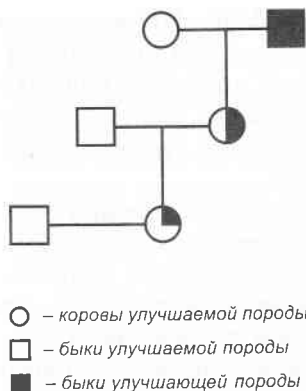 – коровы улучшаемой породы
– быки улучшаемой породы
– быки улучшающей породы